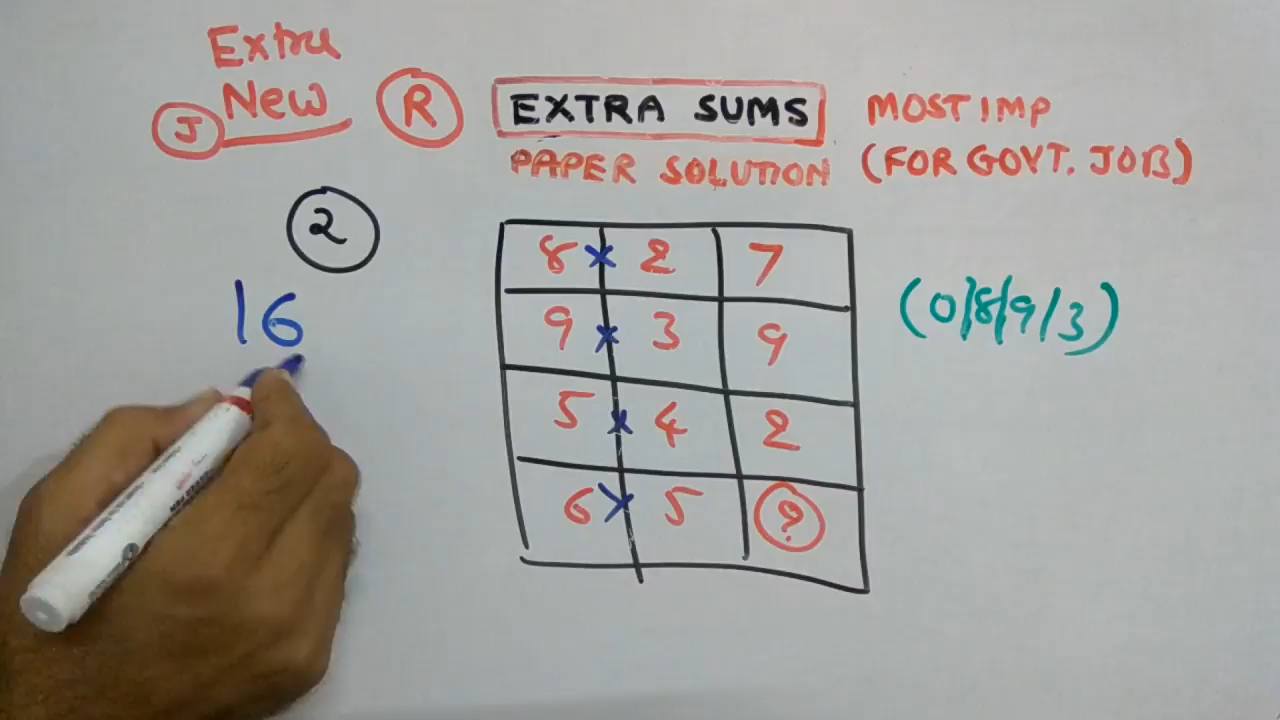 Extra
New
J
R
EXTRA SUMS
MOST IMP
PAPER SOLUTION
(FOR GOVT. JOB)
2
16
8 × 2 7
9 × 3 9
5 × 4 2
6 × 5 ?
(0/8/9/3)